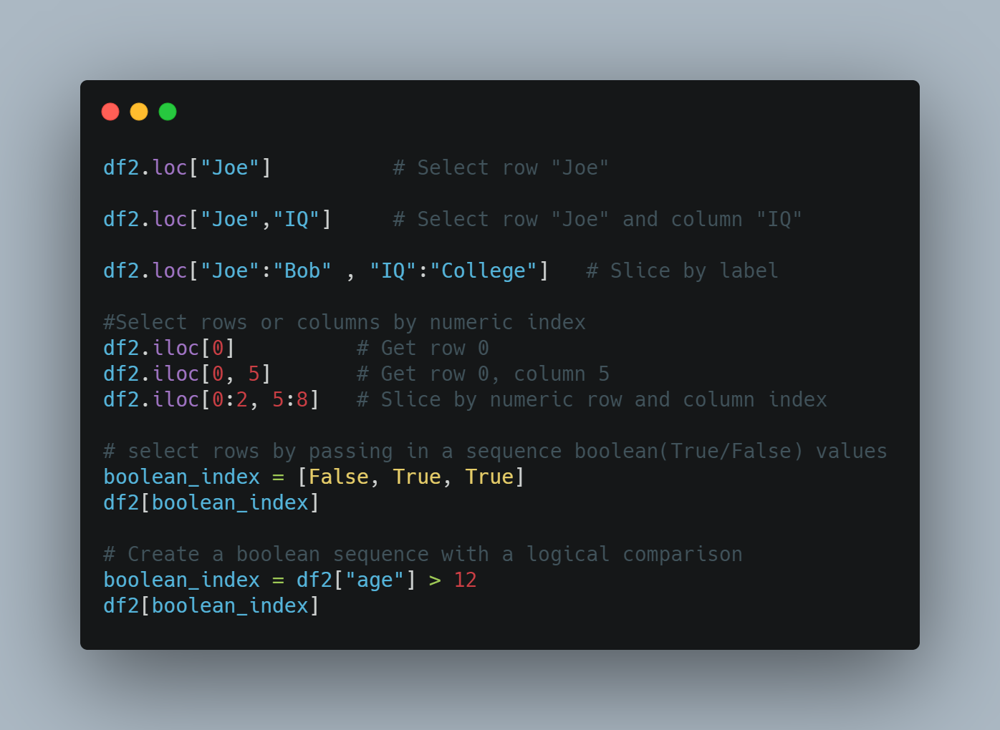 df2.loc["Joe"]          # Select row "Joe"
df2.loc["Joe","IQ"]     # Select row "Joe" and column "IQ"
df2.loc["Joe":"Bob" , "IQ":"College"]   # Slice by label
#Select rows or columns by numeric index
df2.iloc[0]          # Get row 0
df2.iloc[0, 5]       # Get row 0, column 5
df2.iloc[0:2, 5:8]   # Slice by numeric row and column index
# select rows by passing in a sequence boolean(True/False) values
boolean_index = [False, True, True]
df2[boolean_index]
# Create a boolean sequence with a logical comparison
boolean_index = df2["age"] > 12
df2[boolean_index]